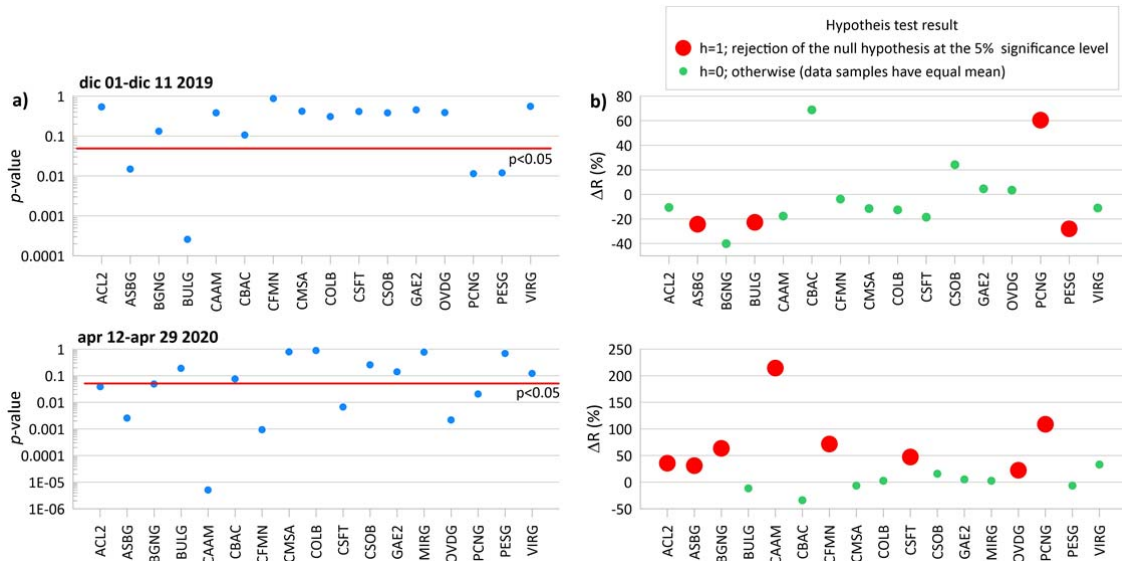 Hypotheis test result
h=1; rejection of the null hypothesis at the 5% significance level
h=0; otherwise (data samples have equal mean)
a)
dic 01-dic 11 2019
p-value
1
0.1
0.01
0.001
0.0001
p<0.05
ACL2
ASBG
BGNG
BULG
CAAM
CBAC
CFMN
CMSA
COLB
CSFT
CSOB
GAE2
OVDG
PCNG
PESG
VIRG
b)
ΔR (%)
80
60
40
20
0
-20
-40
ACL2
ASBG
BGNG
BULG
CAAM
CBAC
CFMN
CMSA
COLB
CSFT
CSOB
GAE2
OVDG
PCNG
PESG
VIRG
apr 12-apr 29 2020
p-value
1
0.1
0.01
0.001
0.0001
1E-05
1E-06
p<0.05
ACL2
ASBG
BGNG
BULG
CAAM
CBAC
CFMN
CMSA
COLB
CSFT
CSOB
GAE2
MIRG
OVDG
PCNG
PESG
VIRG
ΔR (%)
250
200
150
100
50
0
-50
ACL2
ASBG
BGNG
BULG
CAAM
CBAC
CFMN
CMSA
COLB
CSFT
CSOB
GAE2
MIRG
OVDG
PCNG
PESG
VIRG